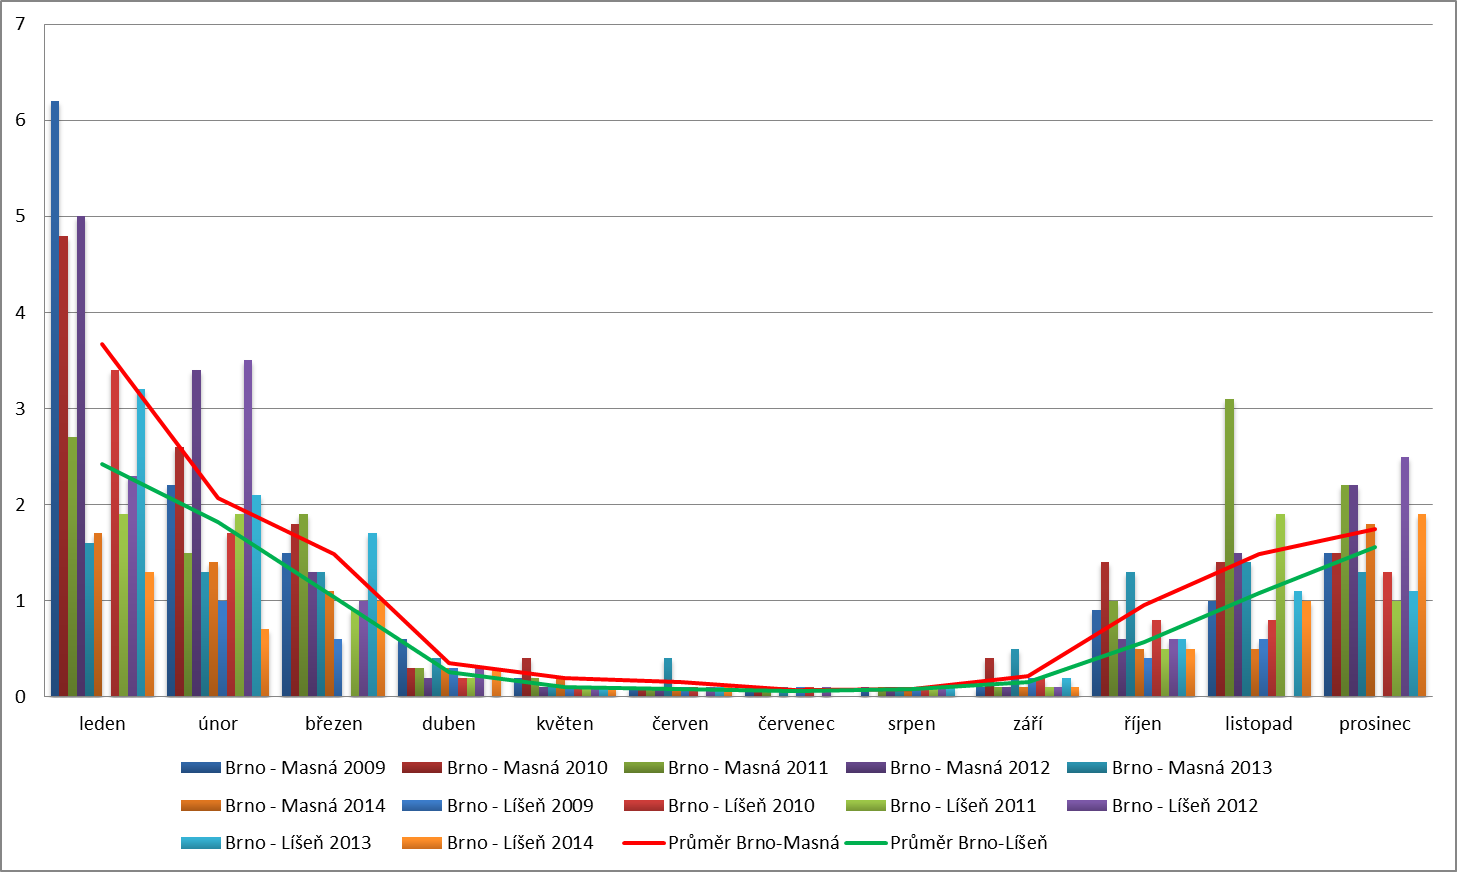 7
6
5
4
3
2
1
0
leden únor březen duben květen červen červenec srpen září říjen listopad prosinec
Brno - Masná 2009 Brno - Masná 2010 Brno - Masná 2011 Brno - Masná 2012 Brno - Masná 2013
Brno - Masná 2014 Brno - Líšeň 2009 Brno - Líšeň 2010 Brno - Líšeň 2011 Brno - Líšeň 2012
Brno - Líšeň 2013 Brno - Líšeň 2014 Průměr Brno-Masná Průměr Brno-Líšeň